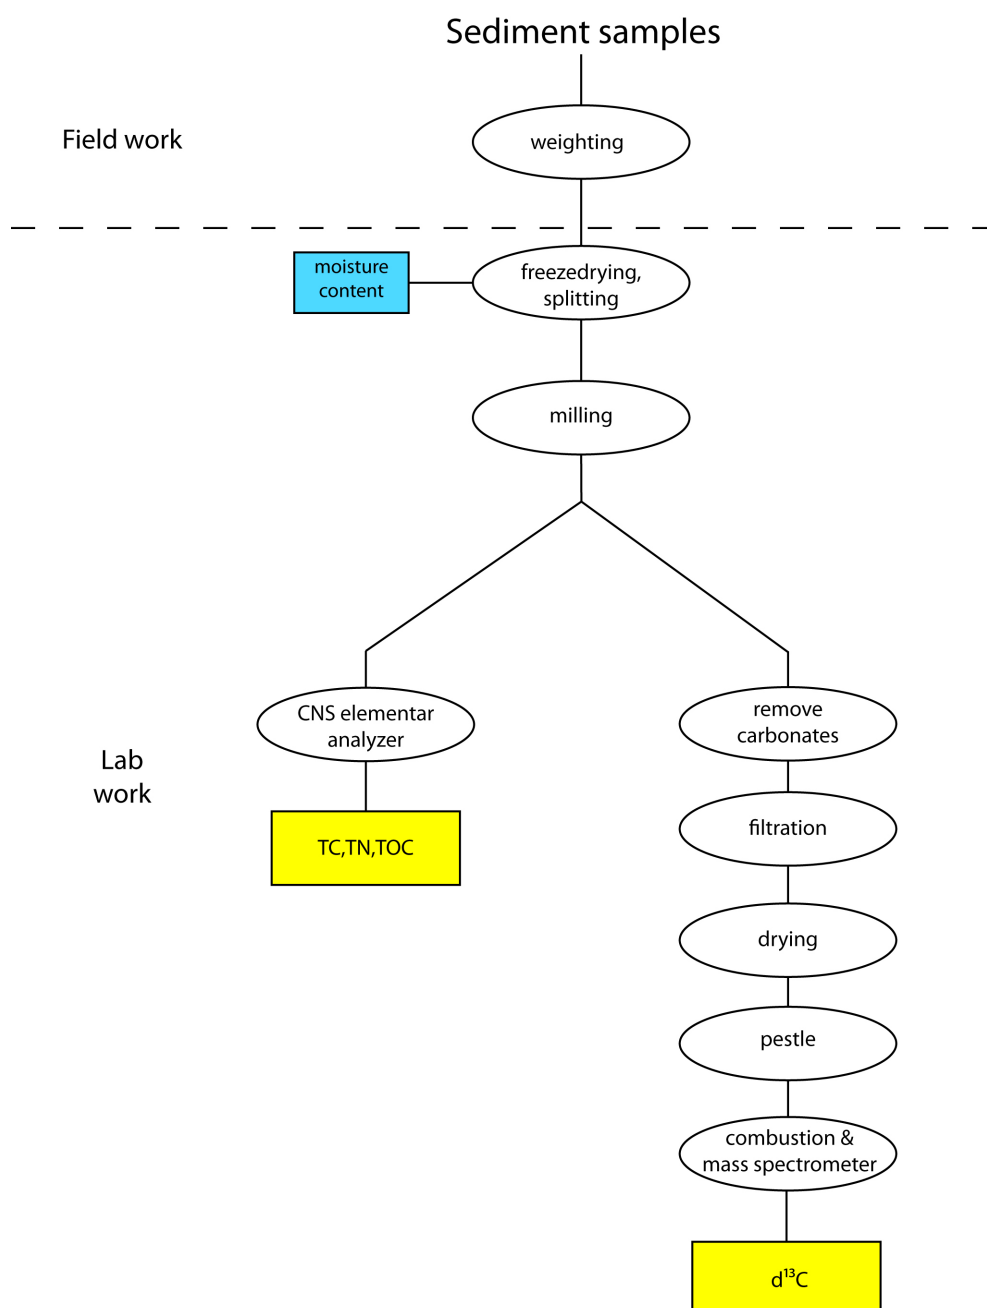 Sediment samples
Field work
weighting
moisture
content
freezedrying,
splitting
milling
CNS elementar
analyzer
remove
carbonates
Lab
work
TC,TN,TOC
filtration
drying
pestle
combustion &
mass spectrometer
d¹³C